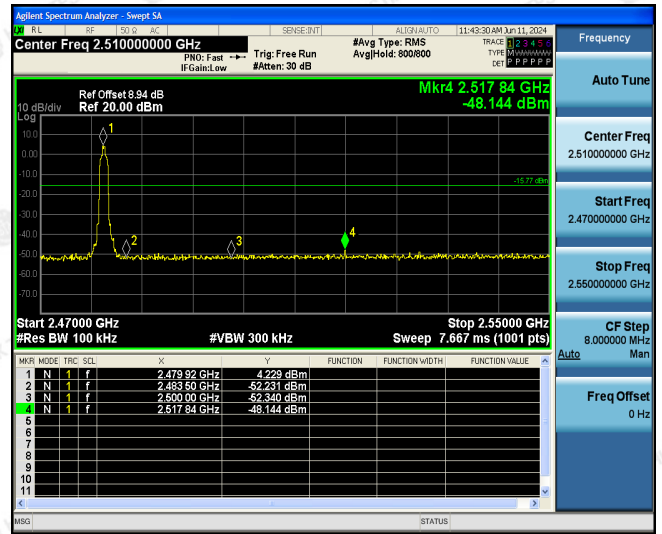 Agilent Spectrum Analyzer - Swept SA
LXI RL RF 50 Ω AC SENSE:INT ALIGN AUTO 11:43:30 AM Jun 11, 2024
Center Freq 2.510000000 GHz
PNO: Fast
IFGain:Low
Trig: Free Run
#Atten: 30 dB
#Avg Type: RMS
Avg|Hold: 800/800
TRACE 1 2 3 4 5 6
TYPE MWWWWW
DET P P P P P P
Frequency
Ref Offset 8.94 dB
10 dB/div Ref 20.00 dBm
Log
Mkr4 2.517 84 GHz
-48.144 dBm
10.0
0.00
-10.0
-20.0
-30.0
-40.0
-50.0
-60.0
-70.0
1
2
3
4
-15.77 dBm
Start 2.47000 GHz Stop 2.55000 GHz
#Res BW 100 kHz #VBW 300 kHz Sweep 7.667 ms (1001 pts)
MKR MODE TRC SCL X Y FUNCTION FUNCTION WIDTH FUNCTION VALUE
1 N 1 f 2.479 92 GHz 4.229 dBm
2 N 1 f 2.483 50 GHz -52.231 dBm
3 N 1 f 2.500 00 GHz -52.340 dBm
4 N 1 f 2.517 84 GHz -48.144 dBm
5
6
7
8
9
10
11
MSG STATUS
Auto Tune
Center Freq
2.510000000 GHz
Start Freq
2.470000000 GHz
Stop Freq
2.550000000 GHz
CF Step
8.000000 MHz
Auto Man
Freq Offset
0 Hz